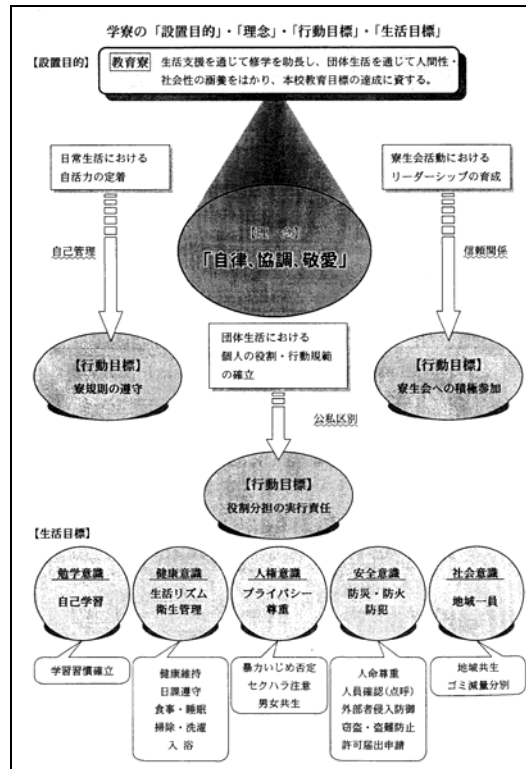 学寮の「設置目的」・「理念」・「行動目標」・「生活目標」
【設置目的】
教育寮 生活支援を通じて修学を助長し、団体生活を通じて人間性・
社会性の涵養をはかり、本校教育目標の達成に資する。
日常生活における
自活力の定着
寮生会活動における
リーダーシップの育成
【理 念】
「自律、協調、敬愛」
自己管理
信頼関係
団体生活における
個人の役割・行動規範
の確立
【行動目標】
寮規則の遵守
【行動目標】
寮生会への積極参加
公私区別
【行動目標】
役割分担の実行責任
【生活目標】
勉学意識
自己学習
健康意識
生活リズム
衛生管理
人権意識
プライバシー
尊重
安全意識
防災・防火
防犯
社会意識
地域一員
学習習慣確立
健康維持
日課遵守
食事・睡眠
掃除・洗濯
入 浴
暴力いじめ否定
セクハラ注意
男女共生
人命尊重
人員確認(点呼)
外部者侵入防御
窃盗・盗難防止
許可届出申請
地域共生
ゴミ減量分別